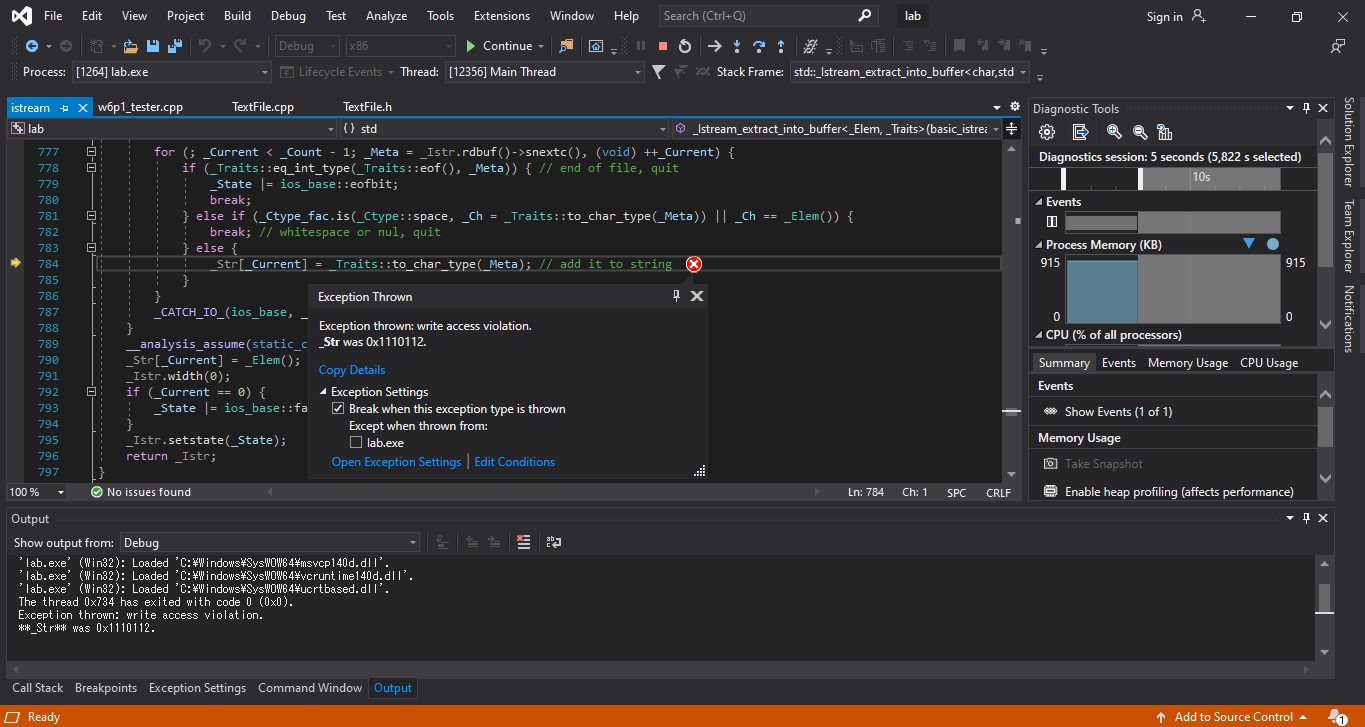 File Edit View Project Build Debug Test Analyze Tools Extensions Window Help Search (Ctrl+Q) lab Sign in
Debug x86 Continue
Process: [1264] lab.exe Lifecycle Events Thread: [12356] Main Thread Stack Frame: std::_Istream_extract_into_buffer<char,std
istream w6p1_tester.cpp TextFile.cpp TextFile.h
lab {} std _Istream_extract_into_buffer<_Elem, _Traits>(basic_istrea
777 for (; _Current < _Count - 1; _Meta = _Istr.rdbuf()->snextc(), (void) ++_Current) {
778 if (_Traits::eq_int_type(_Traits::eof(), _Meta)) { // end of file, quit
779 _State |= ios_base::eofbit;
780 break;
781 } else if (_Ctype_fac.is(_Ctype::space, _Ch = _Traits::to_char_type(_Meta)) || _Ch == _Elem()) {
782 break; // whitespace or nul, quit
783 } else {
784 _Str[_Current] = _Traits::to_char_type(_Meta); // add it to string
785 }
786 }
787 _CATCH_IO_(ios_base, _
788 }
789 __analysis_assume(static_c
790 _Str[_Current] = _Elem();
791 _Istr.width(0);
792 if (_Current == 0) {
793 _State |= ios_base::fa
794 }
795 _Istr.setstate(_State);
796 return _Istr;
797 }
Exception Thrown
Exception thrown: write access violation.
_Str was 0x1110112.
Copy Details
Exception Settings
Break when this exception type is thrown
Except when thrown from:
lab.exe
Open Exception Settings | Edit Conditions
100 % No issues found Ln: 784 Ch: 1 SPC CRLF
Diagnostic Tools
Diagnostics session: 5 seconds (5,822 s selected)
10s
Events
Process Memory (KB)
915 915
0 0
CPU (% of all processors)
Summary Events Memory Usage CPU Usage
Events
Show Events (1 of 1)
Memory Usage
Take Snapshot
Enable heap profiling (affects performance)
Solution Explorer
Team Explorer
Notifications
Output
Show output from: Debug
'lab.exe' (Win32): Loaded 'C:¥Windows¥SysWOW64¥msvcp140d.dll'.
'lab.exe' (Win32): Loaded 'C:¥Windows¥SysWOW64¥vcruntime140d.dll'.
'lab.exe' (Win32): Loaded 'C:¥Windows¥SysWOW64¥ucrtbased.dll'.
The thread 0x734 has exited with code 0 (0x0).
Exception thrown: write access violation.
**_Str** was 0x1110112.
Call Stack Breakpoints Exception Settings Command Window Output
Ready Add to Source Control 1